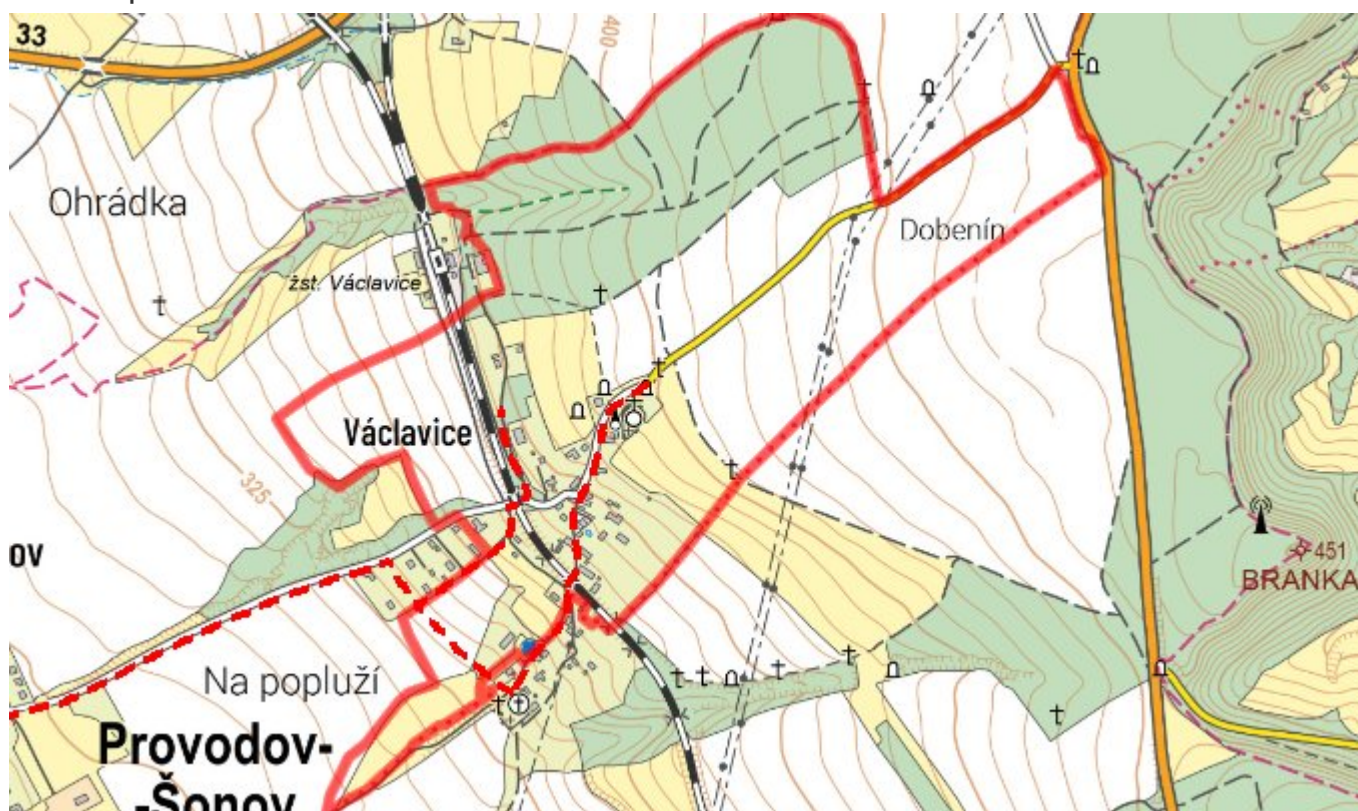 33
400
Ohrádka
Dobenín
žst. Václavice
Václavice
325
OV
451
BRANKA
Na popluží
Provodov-
-Šonov